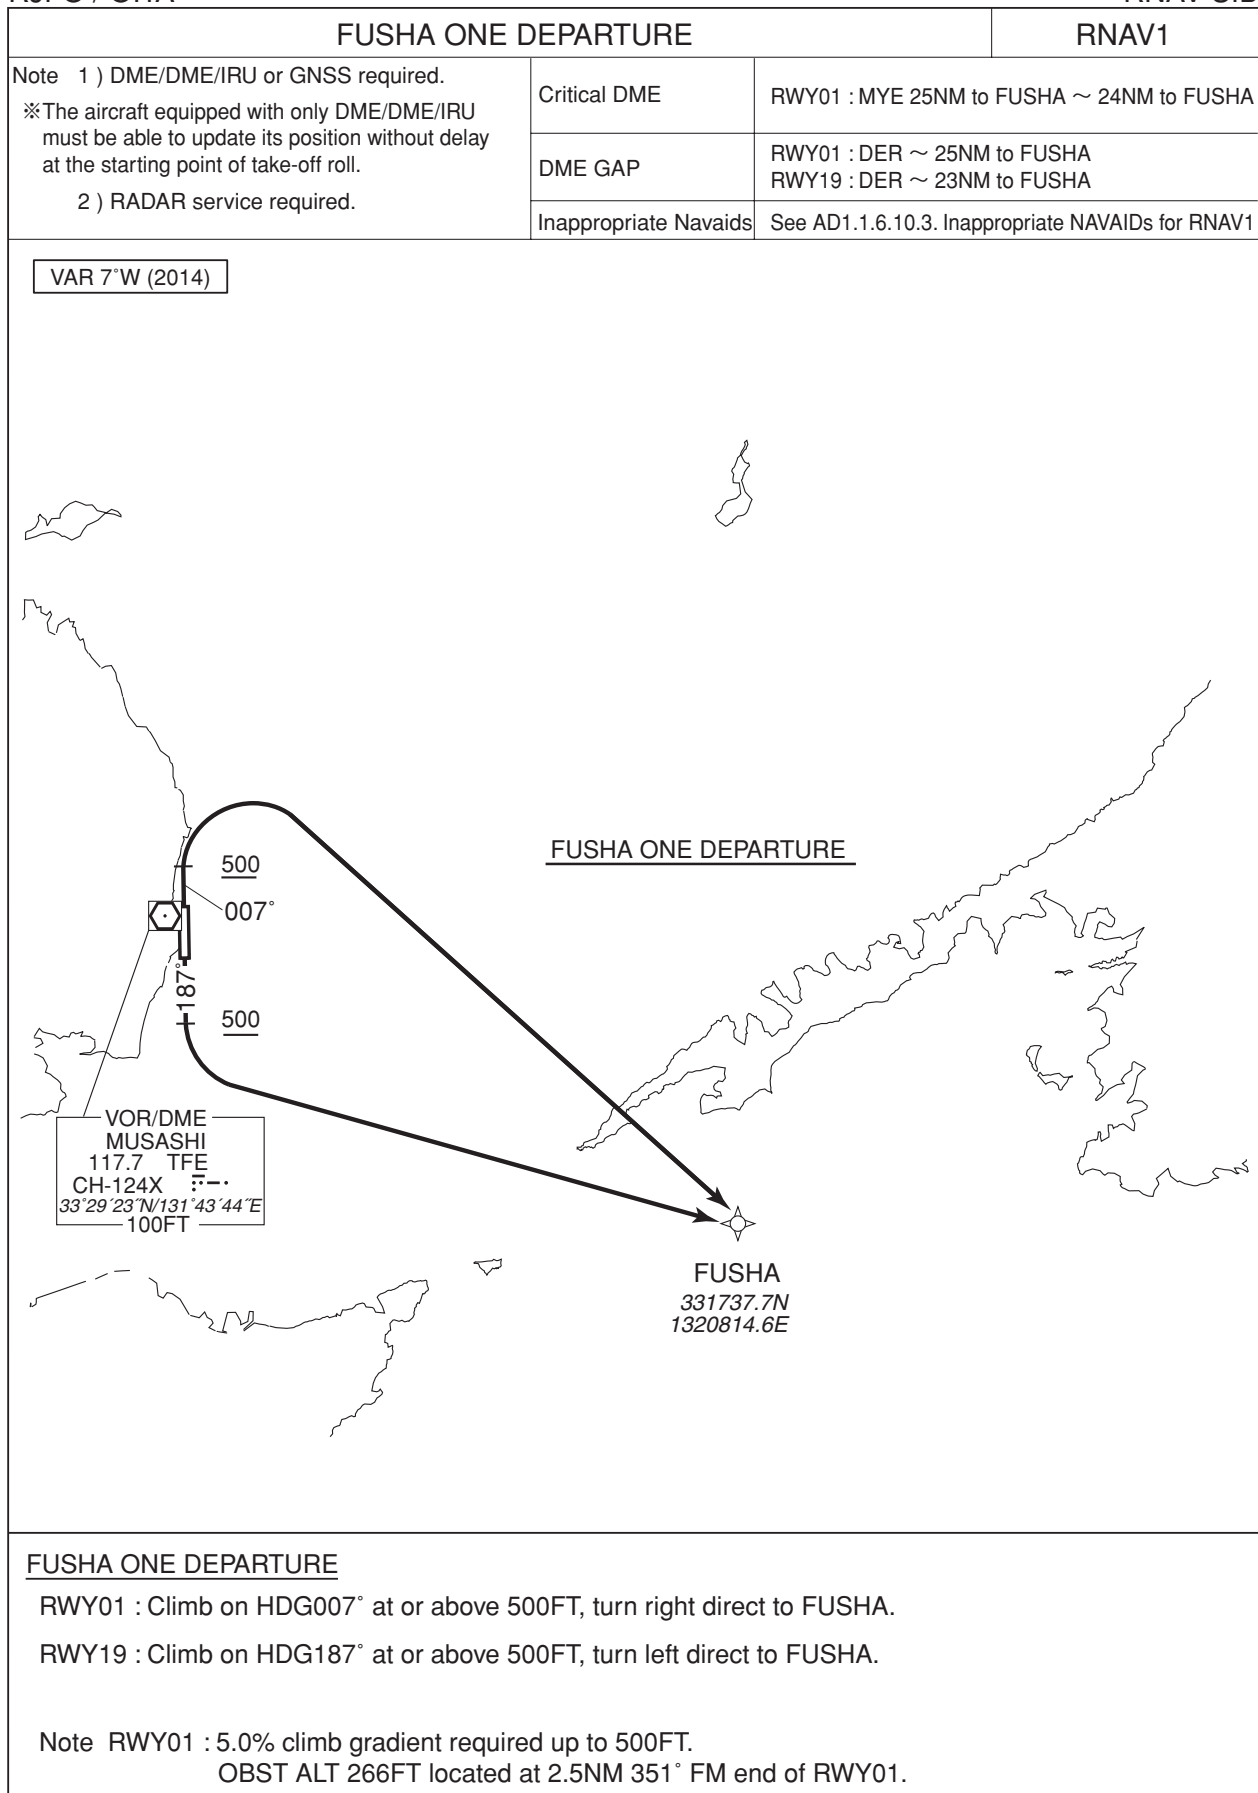 FUSHA ONE DEPARTURE
RNAV1
Note 1 ) DME/DME/IRU or GNSS required.
※The aircraft equipped with only DME/DME/IRU
must be able to update its position without delay
at the starting point of take-off roll.
2 ) RADAR service required.
Critical DME
RWY01 : MYE 25NM to FUSHA ～ 24NM to FUSHA
DME GAP
RWY01 : DER ～ 25NM to FUSHA
RWY19 : DER ～ 23NM to FUSHA
Inappropriate Navaids
See AD1.1.6.10.3. Inappropriate NAVAIDs for RNAV1
VAR 7°W (2014)
FUSHA ONE DEPARTURE
500
007°
187°
500
VOR/DME
MUSASHI
117.7 TFE
CH-124X
33°29´23˝N/131°43´44˝E
100FT
FUSHA
331737.7N
1320814.6E
FUSHA ONE DEPARTURE
RWY01 : Climb on HDG007° at or above 500FT, turn right direct to FUSHA.
RWY19 : Climb on HDG187° at or above 500FT, turn left direct to FUSHA.
Note RWY01 : 5.0% climb gradient required up to 500FT.
OBST ALT 266FT located at 2.5NM 351° FM end of RWY01.